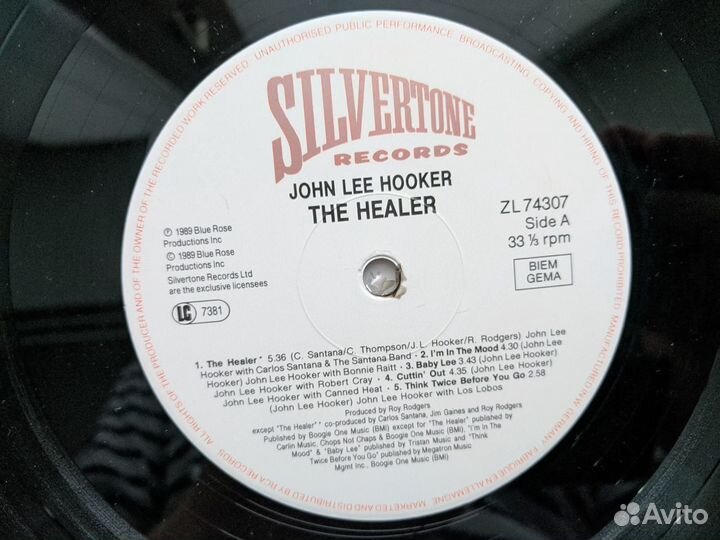 ALL RIGHTS OF THE PRODUCER AND OF THE OWNER OF THE RECORDED WORK RESERVED. UNAUTHORISED PUBLIC PERFORMANCE, BROADCASTING, COPYING AND HIRING OF THIS RECORD PROHIBITED. MANUFACTURED IN W. GERMANY. FABRIQUÉ EN ALLEMAGNE. MARKETED AND DISTRIBUTED BY RCA RECORDS.
SILVERTONE
RECORDS
JOHN LEE HOOKER
THE HEALER
℗ 1989 Blue Rose
Productions Inc
© 1989 Blue Rose
Productions Inc
Silvertone Records Ltd
are the exclusive licensees
LC 7381
ZL 74307
Side A
33 ⅓ rpm
BIEM
GEMA
1. The Healer * 5.36 (C. Santana/C. Thompson/J.L. Hooker/R. Rodgers) John Lee
Hooker with Carlos Santana & The Santana Band • 2. I'm In The Mood 4.30 (John Lee
Hooker) John Lee Hooker with Bonnie Raitt • 3. Baby Lee 3.43 (John Lee Hooker)
John Lee Hooker with Robert Cray • 4. Cuttin' Out 4.35 (John Lee Hooker)
John Lee Hooker with Canned Heat • 5. Think Twice Before You Go 2.58
(John Lee Hooker) John Lee Hooker with Los Lobos
Produced by Roy Rodgers
except "The Healer" * co-produced by Carlos Santana, Jim Gaines and Roy Rodgers
Published by Boogie One Music (BMI) except for "The Healer" published by
Carlin Music, Chops Not Chaps & Boogie One Music (BMI), "I'm In The
Mood" & "Baby Lee" published by Tristan Music and "Think
Twice Before You Go" published by Megatron Music
Mgmt Inc., Boogie One Music (BMI)
Avito